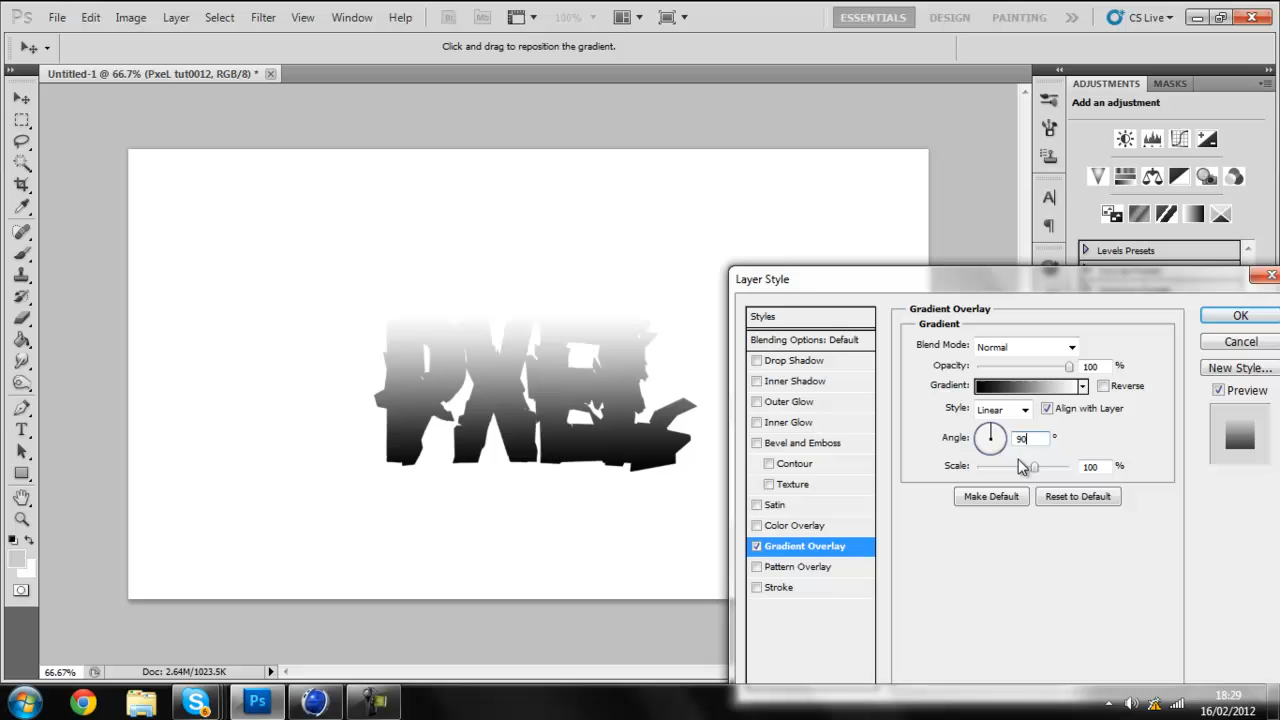 Ps File Edit Image Layer Select Filter View Window Help Br Mb 100% ESSENTIALS DESIGN PAINTING CS Live
Click and drag to reposition the gradient.
Untitled-1 @ 66.7% (PxeL tut0012, RGB/8) *
ADJUSTMENTS MASKS
Add an adjustment
Levels Presets
PXEL
Layer Style
Styles
Blending Options: Default
Drop Shadow
Inner Shadow
Outer Glow
Inner Glow
Bevel and Emboss
Contour
Texture
Satin
Color Overlay
Gradient Overlay
Pattern Overlay
Stroke
Gradient Overlay
Gradient
Blend Mode: Normal
Opacity: 100 %
Gradient: Reverse
Style: Linear Align with Layer
Angle: 90 °
Scale: 100 %
Make Default Reset to Default
OK
Cancel
New Style...
Preview
66.67% Doc: 2.64M/1023.5K
6 Ps
18:29
16/02/2012